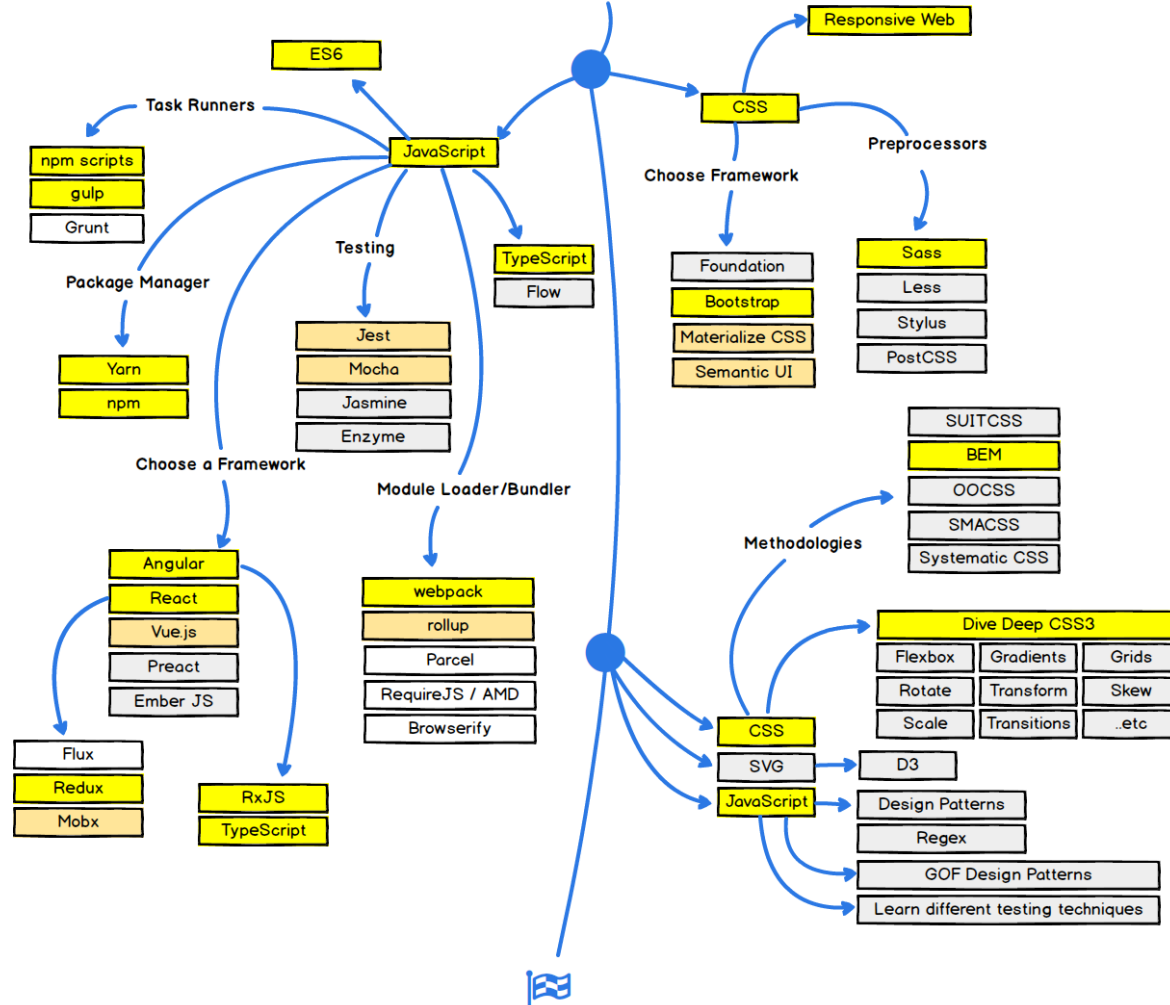 Responsive Web
ES6
CSS
Task Runners
Preprocessors
JavaScript
npm scripts
gulp
Grunt
Choose Framework
Testing
TypeScript
Flow
Package Manager
Foundation
Bootstrap
Materialize CSS
Semantic UI
Sass
Less
Stylus
PostCSS
Yarn
npm
Jest
Mocha
Jasmine
Enzyme
SUITCSS
BEM
OOCSS
SMACSS
Systematic CSS
Choose a Framework
Module Loader/Bundler
Methodologies
Angular
React
Vue.js
Preact
Ember JS
webpack
rollup
Parcel
RequireJS / AMD
Browserify
Dive Deep CSS3
Flexbox Gradients Grids
Rotate Transform Skew
Scale Transitions ..etc
Flux
Redux
Mobx
RxJS
TypeScript
CSS
SVG
JavaScript
D3
Design Patterns
Regex
GOF Design Patterns
Learn different testing techniques